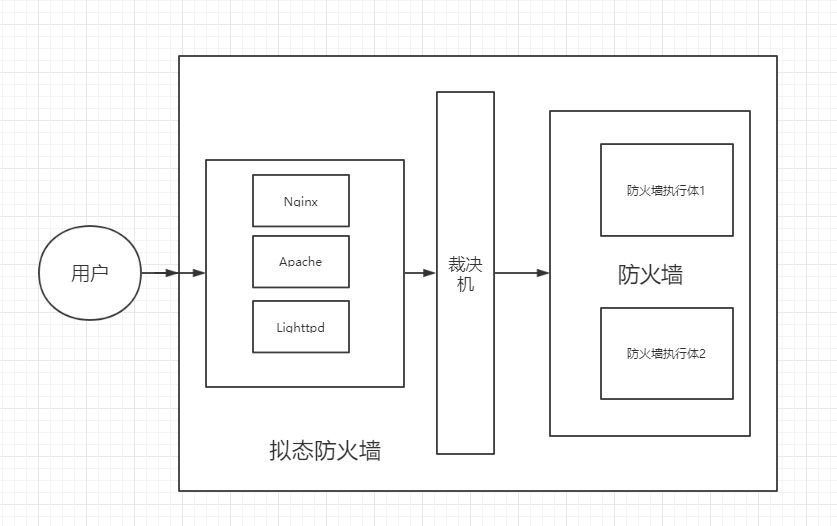 用户
Nginx
Apache
Lighttpd
拟态防火墙
裁决
机
防火墙执行体1
防火墙
防火墙执行体2